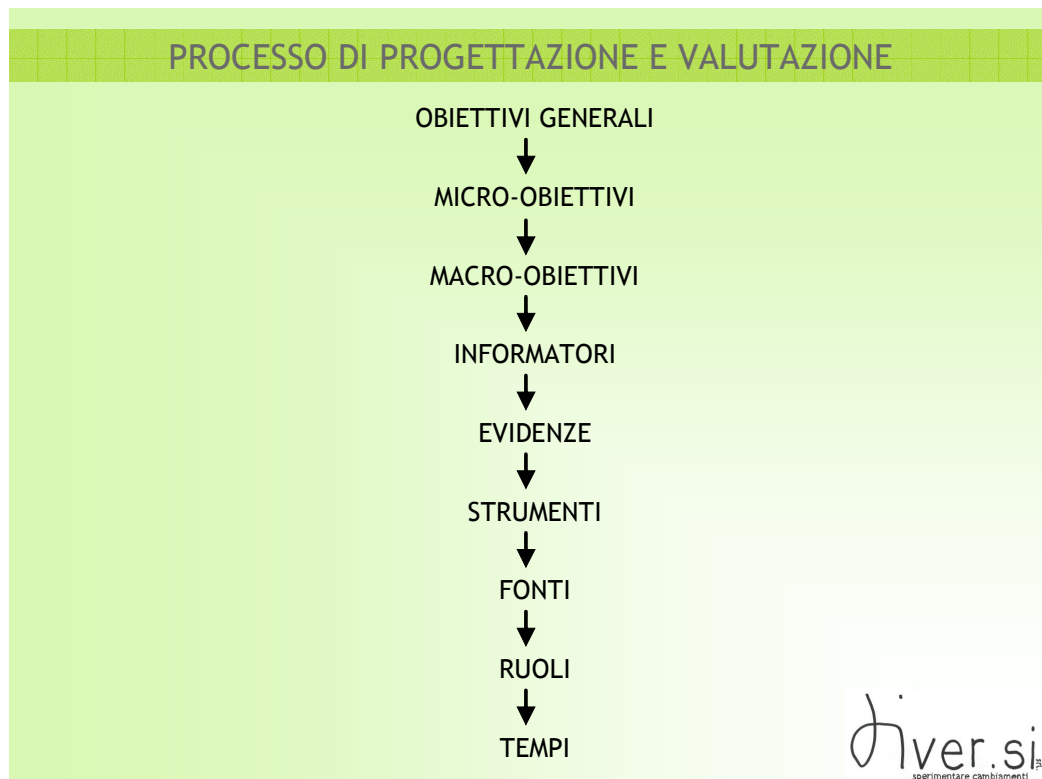 PROCESSO DI PROGETTAZIONE E VALUTAZIONE
OBIETTIVI GENERALI
MICRO-OBIETTIVI
MACRO-OBIETTIVI
INFORMATORI
EVIDENZE
STRUMENTI
FONTI
RUOLI
TEMPI
diver.si
sperimentare cambiamenti